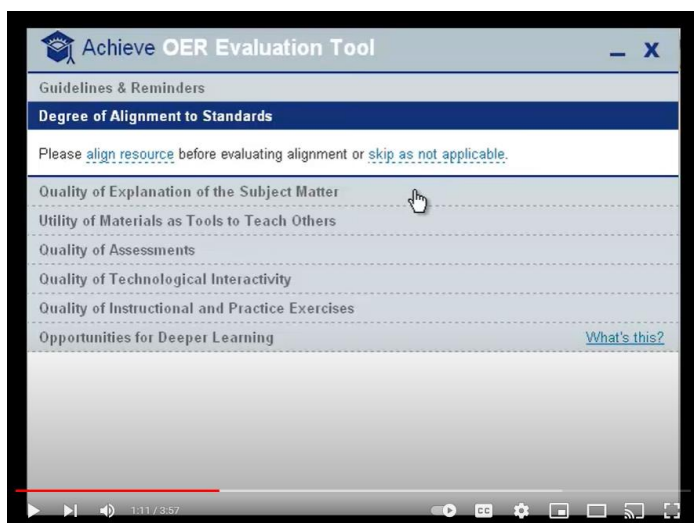 Achieve OER Evaluation Tool
Guidelines & Reminders
Degree of Alignment to Standards
Please align resource before evaluating alignment or skip as not applicable.
Quality of Explanation of the Subject Matter
Utility of Materials as Tools to Teach Others
Quality of Assessments
Quality of Technological Interactivity
Quality of Instructional and Practice Exercises
Opportunities for Deeper Learning What's this?
1:11 / 3:57 CC